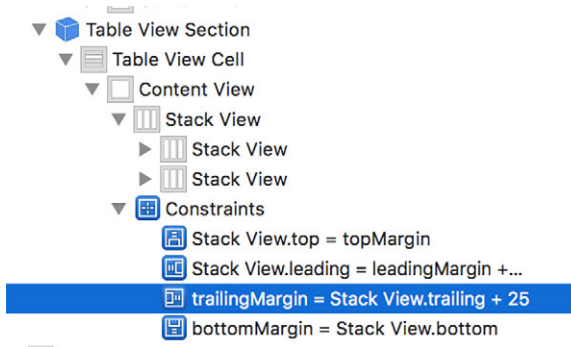 Table View Section
Table View Cell
Content View
Stack View
Stack View
Stack View
Constraints
Stack View.top = topMargin
Stack View.leading = leadingMargin +...
trailingMargin = Stack View.trailing + 25
bottomMargin = Stack View.bottom